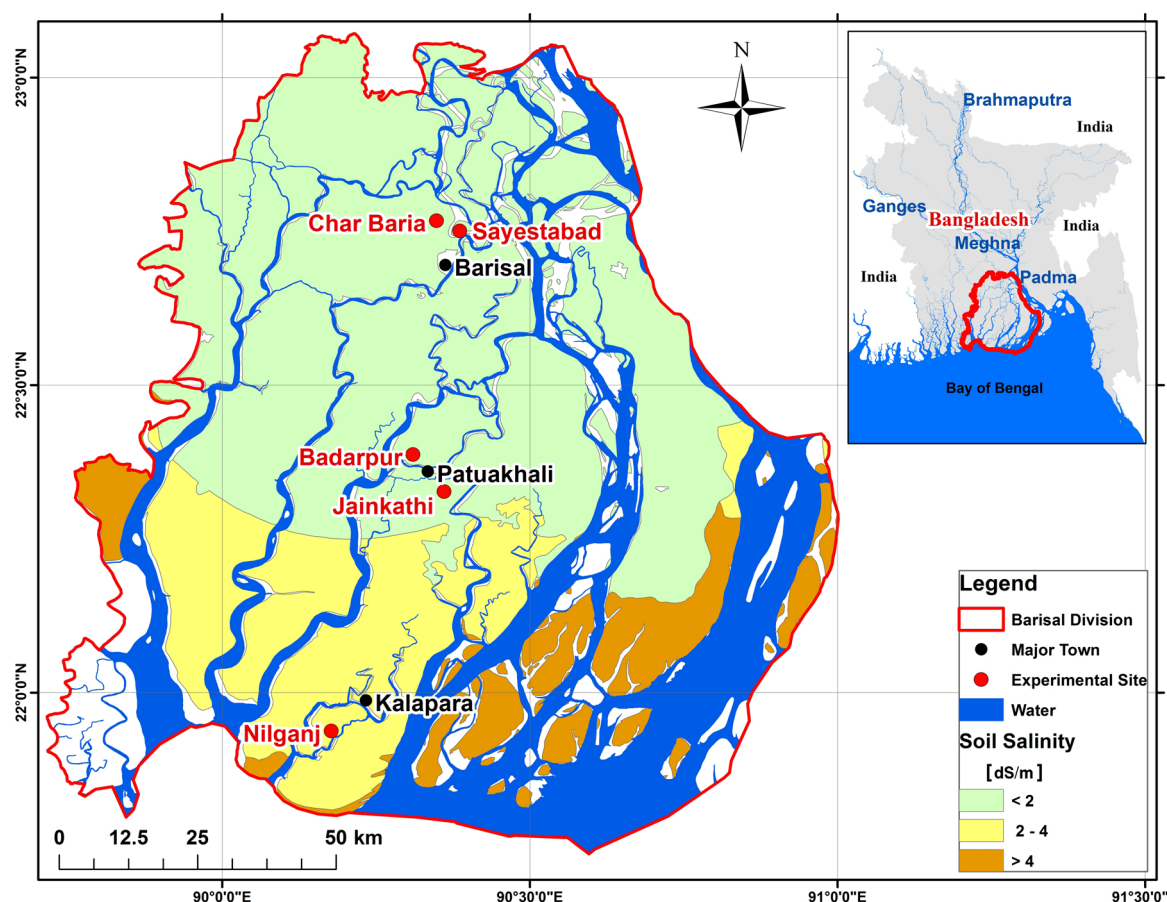 N
23°0'0"N
22°30'0"N
22°0'0"N
Char Baria
Sayestabad
Barisal
Badarpur
Patuakhali
Jainkathi
Kalapara
Nilganj
0 12.5 25 50 km
90°0'0"E 90°30'0"E 91°0'0"E 91°30'0"
Brahmaputra
India
Ganges
Bangladesh
India
Meghna
India
Padma
Bay of Bengal
Legend
Barisal Division
Major Town
Experimental Site
Water
Soil Salinity
[dS/m]
< 2
2 - 4
> 4